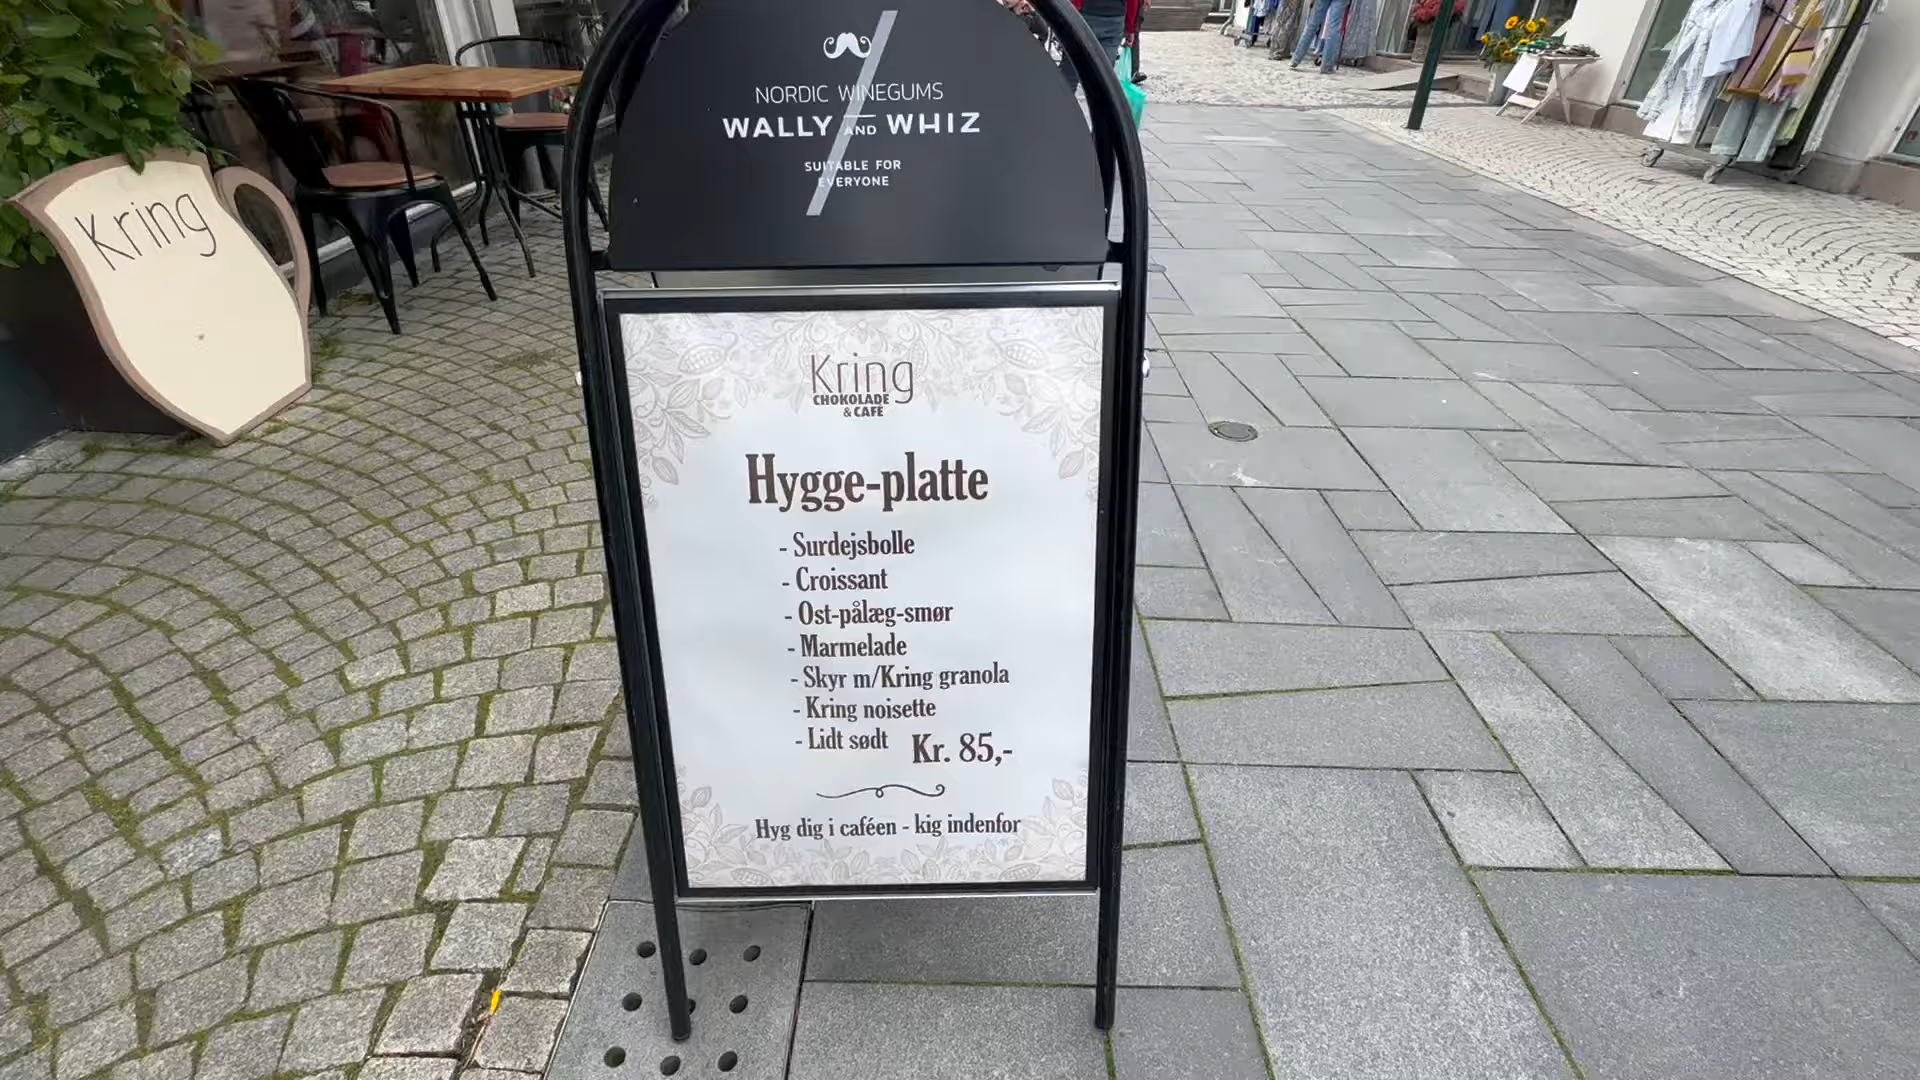 NORDIC WINEGUMS
WALLY AND WHIZ
SUITABLE FOR
EVERYONE
Kring
Kring
CHOKOLADE
& CAFÉ
Hygge-platte
- Surdejsbolle
- Croissant
- Ost-pålæg-smør
- Marmelade
- Skyr m/Kring granola
- Kring noisette
- Lidt sødt Kr. 85,-
Hyg dig i caféen - kig indenfor